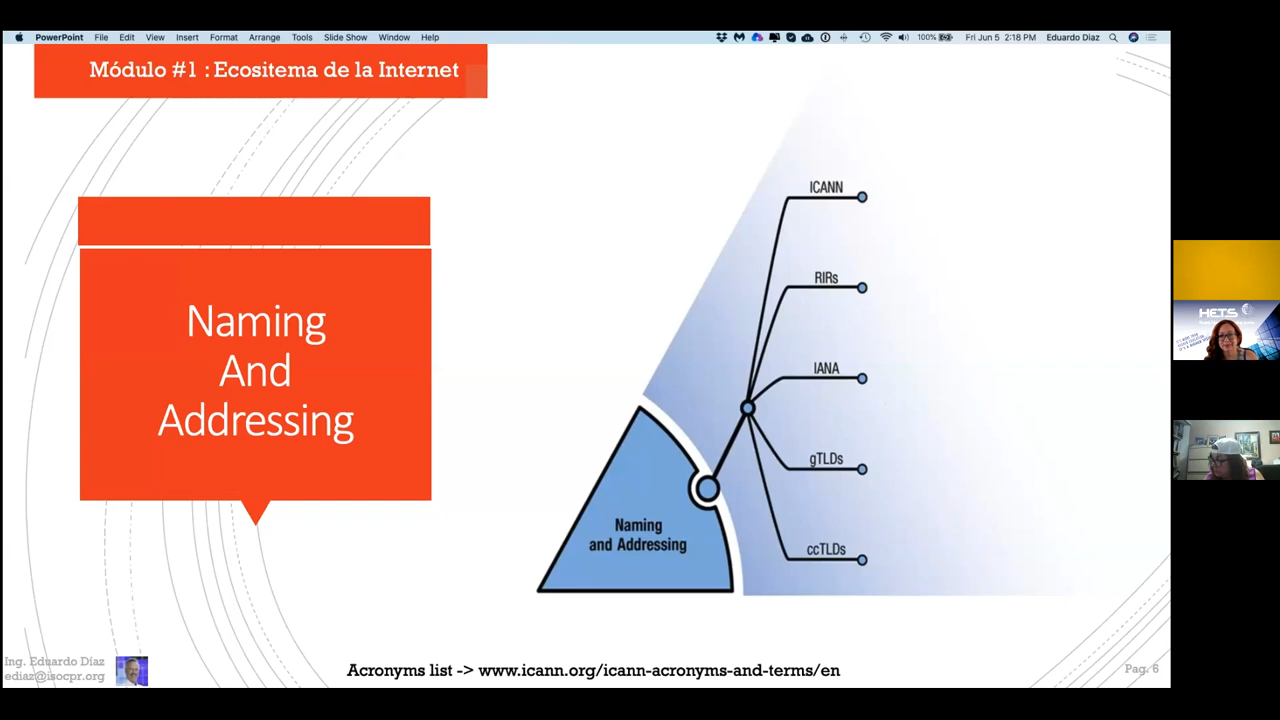 PowerPoint File Edit View Insert Format Arrange Tools Slide Show Window Help 100% Fri Jun 5 2:18 PM Eduardo Diaz
Módulo #1 : Ecositema de la Internet
Naming
And
Addressing
ICANN
RIRs
IANA
gTLDs
ccTLDs
Naming
and Addressing
HETS
Ing. Eduardo Díaz
ediaz@isocpr.org
Acronyms list -> www.icann.org/icann-acronyms-and-terms/en
Pag. 6